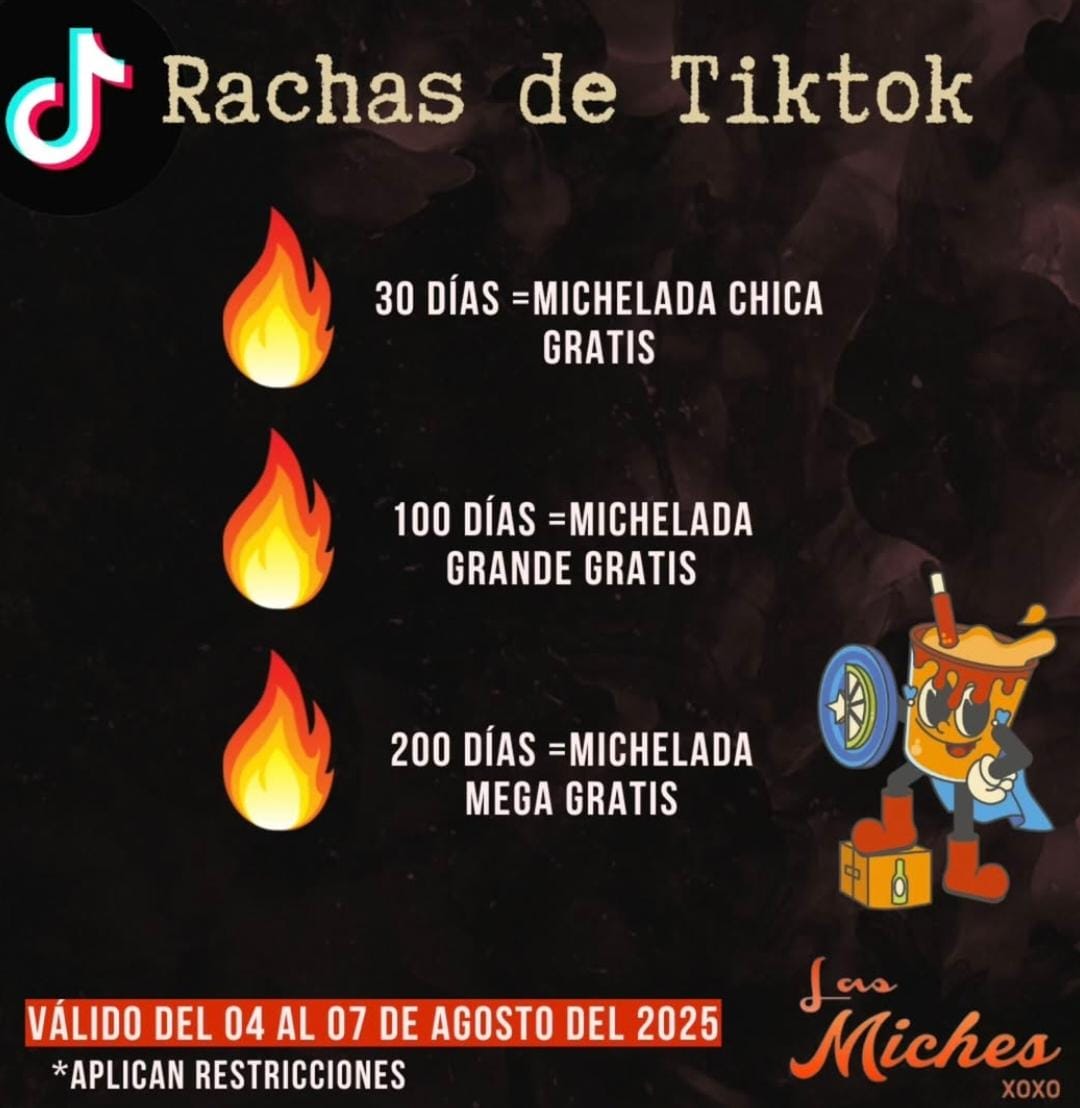 Rachas de Tiktok
30 DÍAS =MICHELADA CHICA
GRATIS
100 DÍAS =MICHELADA
GRANDE GRATIS
200 DÍAS =MICHELADA
MEGA GRATIS
VÁLIDO DEL 04 AL 07 DE AGOSTO DEL 2025
*APLICAN RESTRICCIONES
Las
Miches
XOXO